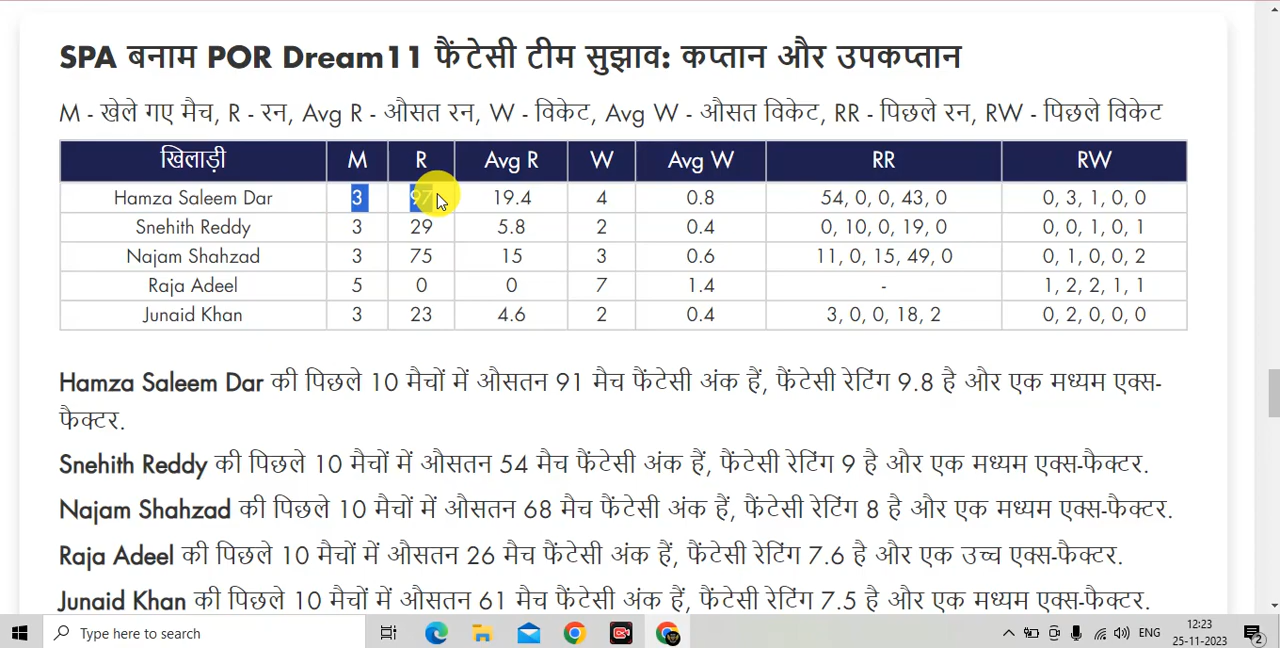 SPA बनाम POR Dream11 फैंटेसी टीम सुझाव: कप्तान और उपकप्तान
M - खेले गए मैच, R - रन, Avg R - औसत रन, W - विकेट, Avg W - औसत विकेट, RR - पिछले रन, RW - पिछले विकेट
खिलाड़ी M R Avg R W Avg W RR RW
Hamza Saleem Dar 3 97 19.4 4 0.8 54, 0, 0, 43, 0 0, 3, 1, 0, 0
Snehith Reddy 3 29 5.8 2 0.4 0, 10, 0, 19, 0 0, 0, 1, 0, 1
Najam Shahzad 3 75 15 3 0.6 11, 0, 15, 49, 0 0, 1, 0, 0, 2
Raja Adeel 5 0 0 7 1.4 - 1, 2, 2, 1, 1
Junaid Khan 3 23 4.6 2 0.4 3, 0, 0, 18, 2 0, 2, 0, 0, 0
Hamza Saleem Dar की पिछले 10 मैचों में औसतन 91 मैच फैंटेसी अंक हैं, फैंटेसी रेटिंग 9.8 है और एक मध्यम एक्स-
फैक्टर.
Snehith Reddy की पिछले 10 मैचों में औसतन 54 मैच फैंटेसी अंक हैं, फैंटेसी रेटिंग 9 है और एक मध्यम एक्स-फैक्टर.
Najam Shahzad की पिछले 10 मैचों में औसतन 68 मैच फैंटेसी अंक हैं, फैंटेसी रेटिंग 8 है और एक मध्यम एक्स-फैक्टर.
Raja Adeel की पिछले 10 मैचों में औसतन 26 मैच फैंटेसी अंक हैं, फैंटेसी रेटिंग 7.6 है और एक उच्च एक्स-फैक्टर.
Junaid Khan की पिछले 10 मैचों में औसतन 61 मैच फैंटेसी अंक हैं, फैंटेसी रेटिंग 7.5 है और एक मध्यम एक्स-फैक्टर.
Type here to search ENG 12:23
25-11-2023 2